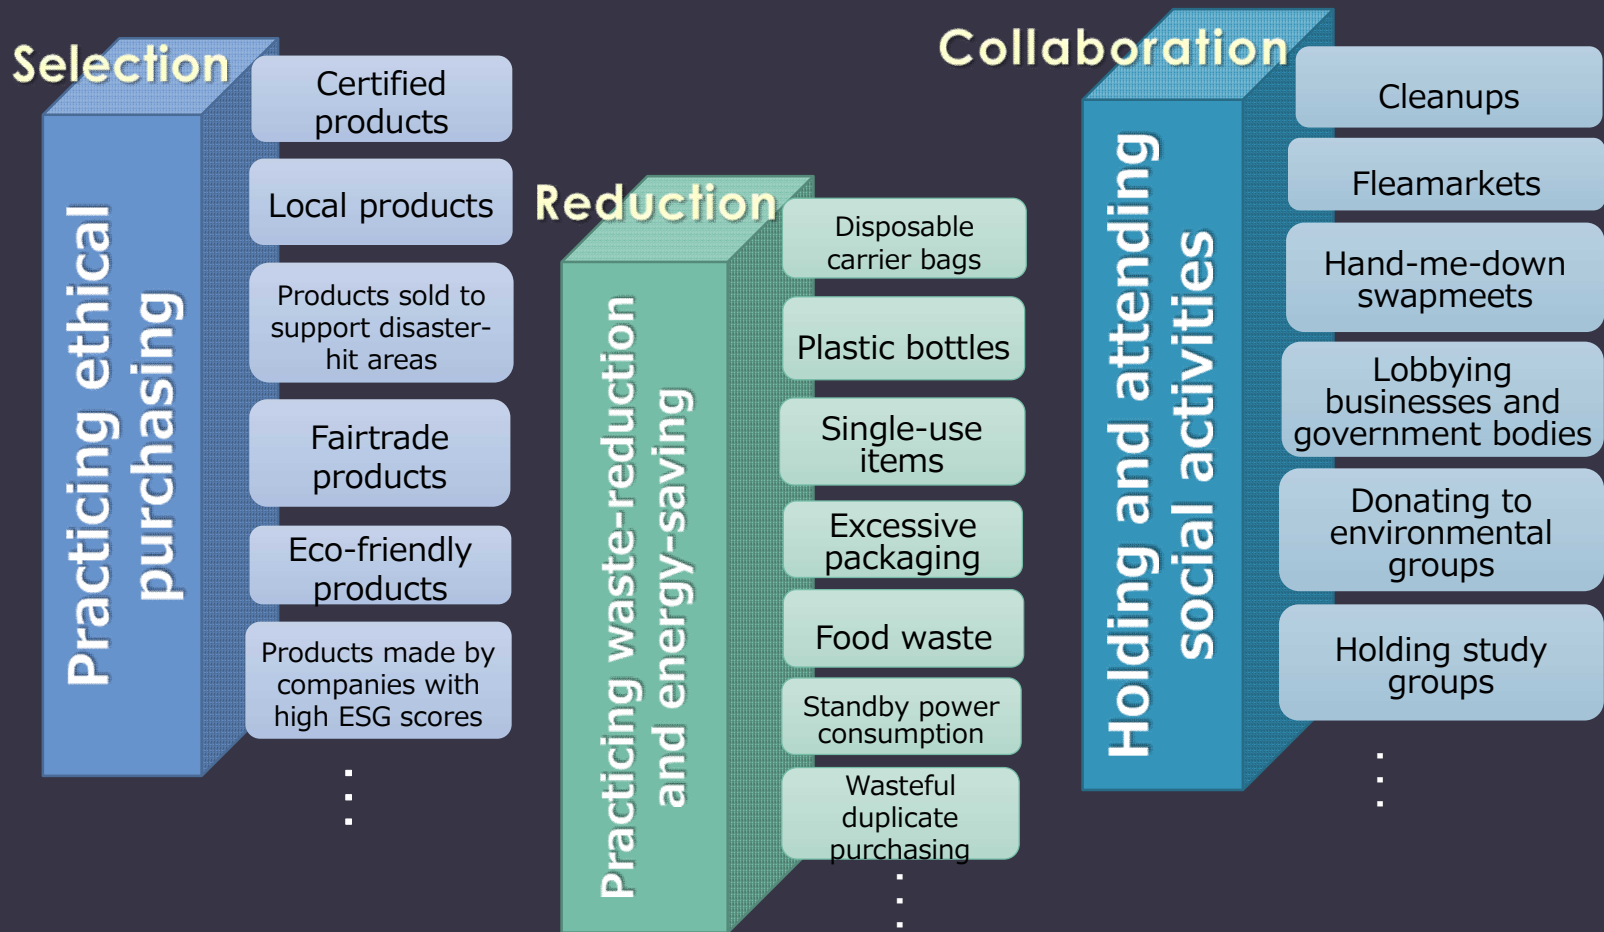 Selection
Practicing ethical
purchasing
Certified
products
Local products
Products sold to
support disaster-
hit areas
Fairtrade
products
Eco-friendly
products
Products made by
companies with
high ESG scores
⋮
Reduction
Practicing waste-reduction
and energy-saving
Disposable
carrier bags
Plastic bottles
Single-use
items
Excessive
packaging
Food waste
Standby power
consumption
Wasteful
duplicate
purchasing
⋮
Collaboration
Holding and attending
social activities
Cleanups
Fleamarkets
Hand-me-down
swapmeets
Lobbying
businesses and
government bodies
Donating to
environmental
groups
Holding study
groups
⋮